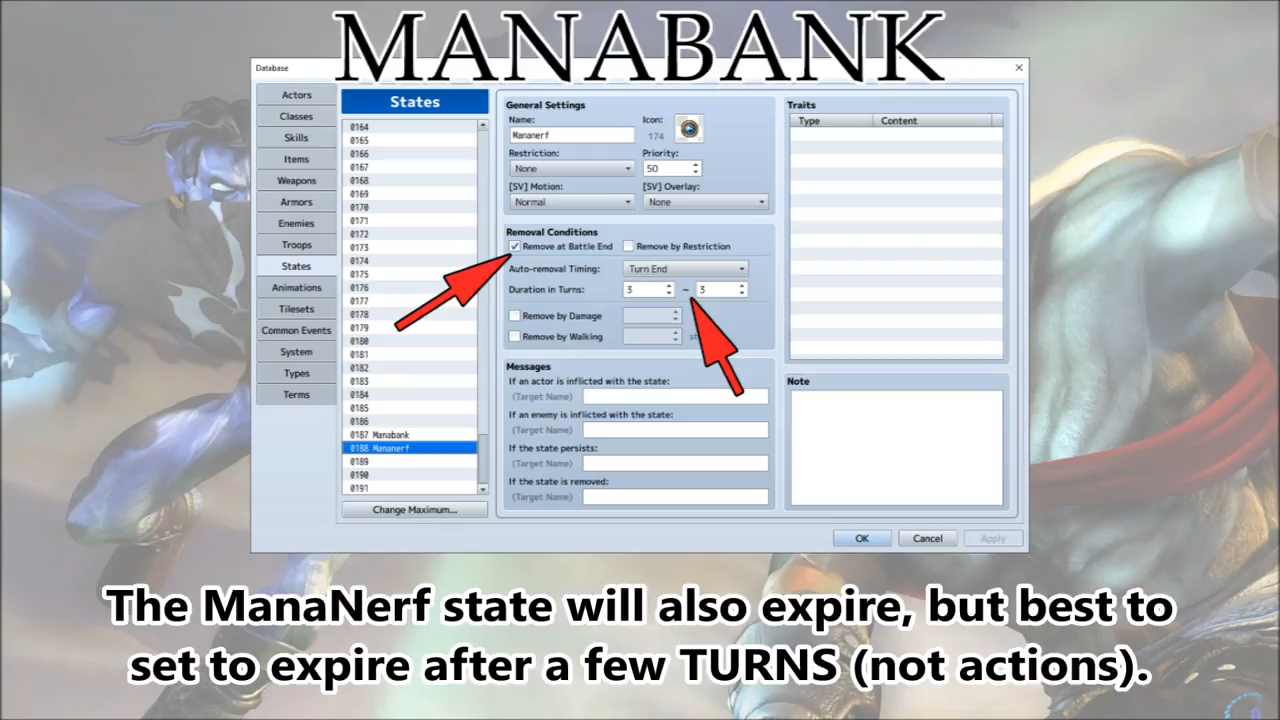 MANABANK
Database
Actors
Classes
Skills
Items
Weapons
Armors
Enemies
Troops
States
Animations
Tilesets
Common Events
System
Types
Terms
States
0164
0165
0166
0167
0168
0169
0170
0171
0172
0173
0174
0175
0176
0177
0178
0179
0180
0181
0182
0183
0184
0185
0186
0187 Manabank
0188 Mananerf
0189
0190
0191
Change Maximum...
General Settings
Name: Icon:
Mananerf 174
Restriction: Priority:
None 50
[SV] Motion: [SV] Overlay:
Normal None
Removal Conditions
Remove at Battle End Remove by Restriction
Auto-removal Timing: Turn End
Duration in Turns: 3 ~ 3
Remove by Damage
Remove by Walking
Messages
If an actor is inflicted with the state:
(Target Name)
If an enemy is inflicted with the state:
(Target Name)
If the state persists:
(Target Name)
If the state is removed:
(Target Name)
Traits
Type Content
Note
OK Cancel Apply
The ManaNerf state will also expire, but best to
set to expire after a few TURNS (not actions).